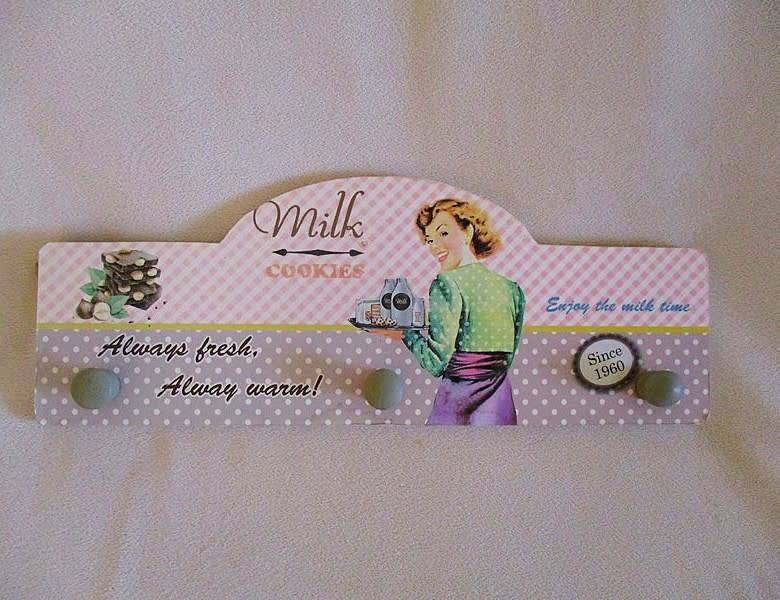 Milk
COOKIES
Enjoy the milk time
Always fresh,
Alway warm!
Since
1960